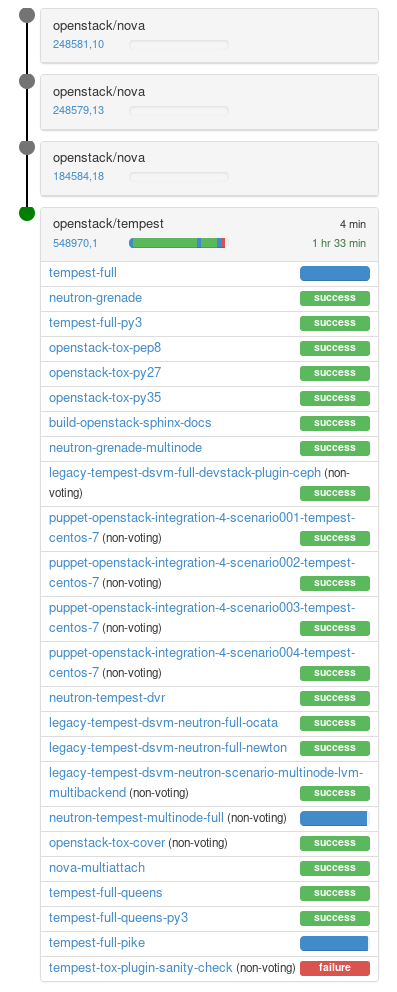 openstack/nova
248581,10
openstack/nova
248579,13
openstack/nova
184584,18
openstack/tempest 4 min
548970,1 1 hr 33 min
tempest-full
neutron-grenade success
tempest-full-py3 success
openstack-tox-pep8 success
openstack-tox-py27 success
openstack-tox-py35 success
build-openstack-sphinx-docs success
neutron-grenade-multinode success
legacy-tempest-dsvm-full-devstack-plugin-ceph (non-
voting) success
puppet-openstack-integration-4-scenario001-tempest-
centos-7 (non-voting) success
puppet-openstack-integration-4-scenario002-tempest-
centos-7 (non-voting) success
puppet-openstack-integration-4-scenario003-tempest-
centos-7 (non-voting) success
puppet-openstack-integration-4-scenario004-tempest-
centos-7 (non-voting) success
neutron-tempest-dvr success
legacy-tempest-dsvm-neutron-full-ocata success
legacy-tempest-dsvm-neutron-full-newton success
legacy-tempest-dsvm-neutron-scenario-multinode-lvm-
multibackend (non-voting) success
neutron-tempest-multinode-full (non-voting)
openstack-tox-cover (non-voting) success
nova-multiattach success
tempest-full-queens success
tempest-full-queens-py3 success
tempest-full-pike
tempest-tox-plugin-sanity-check (non-voting) failure